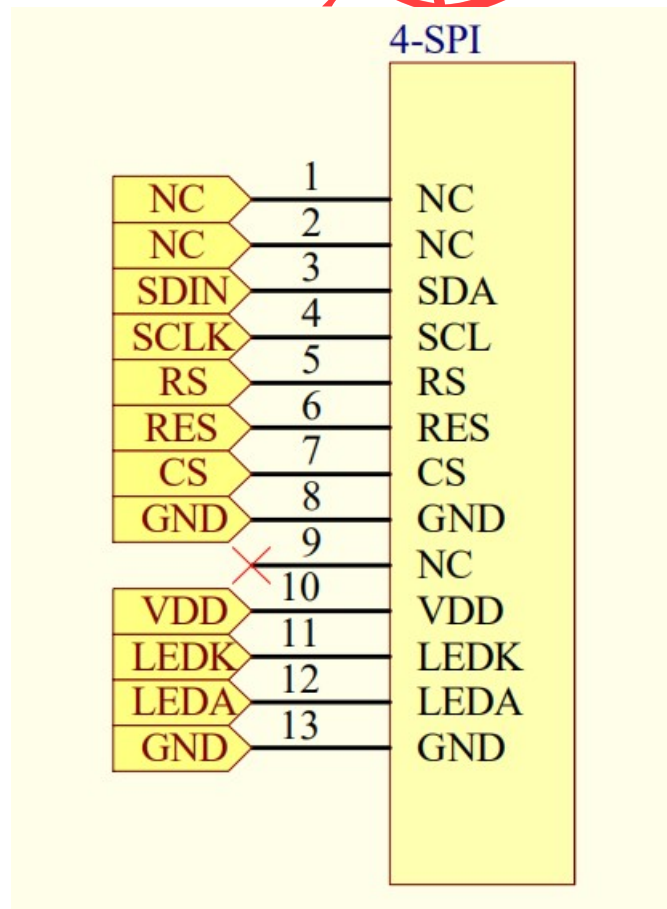 4-SPI
NC 1 NC
NC 2 NC
SDIN 3 SDA
SCLK 4 SCL
RS 5 RS
RES 6 RES
CS 7 CS
GND 8 GND
9 NC
VDD 10 VDD
LEDK 11 LEDK
LEDA 12 LEDA
GND 13 GND